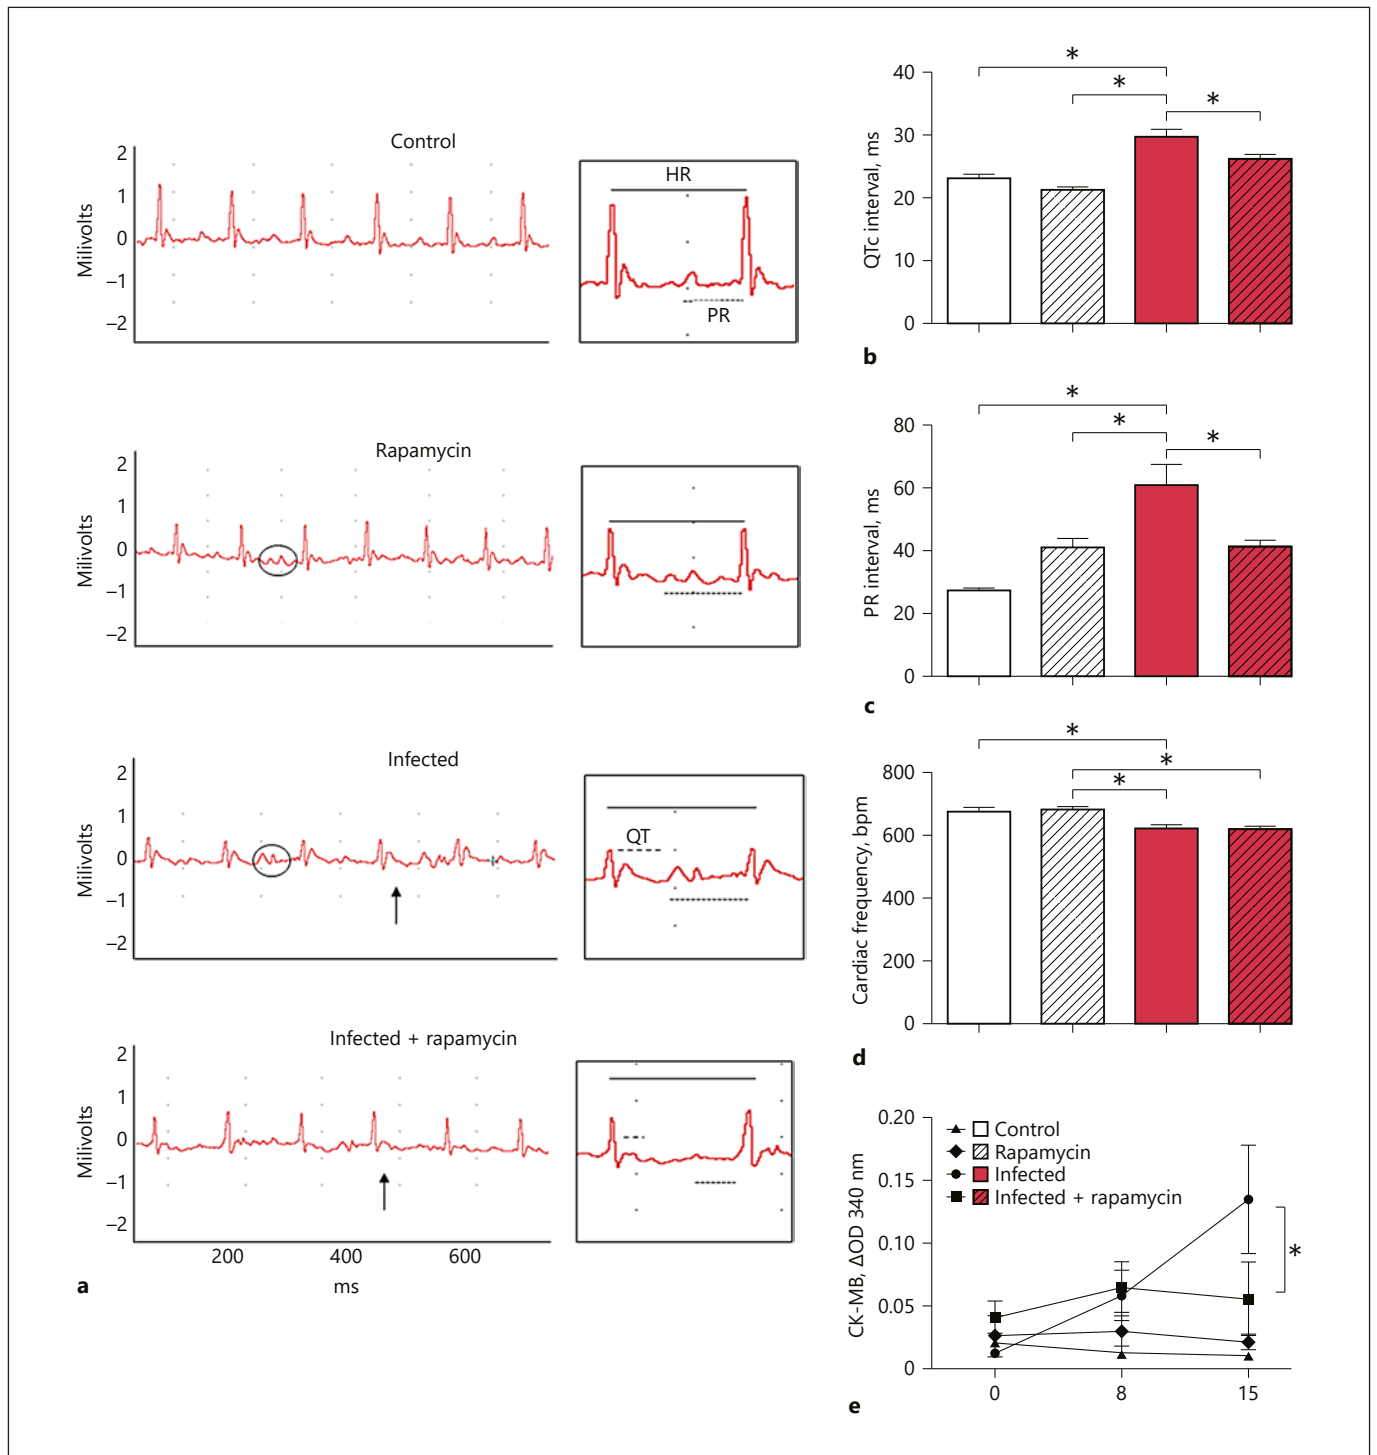 Control
2
1
0
–1
–2
Milivolts
HR
PR
Rapamycin
2
1
0
–1
–2
Milivolts
Infected
2
1
0
–1
–2
Milivolts
QT
Infected + rapamycin
2
1
0
–1
–2
Milivolts
200 400 600
ms
a
* * *
40
30
20
10
0
QTc interval, ms
b
* * *
80
60
40
20
0
PR interval, ms
c
* * *
800
600
400
200
0
Cardiac frequency, bpm
d
0.20
0.15
0.10
0.05
0
CK-MB, ΔOD 340 nm
Control
Rapamycin
Infected
Infected + rapamycin
*
0 8 15
e